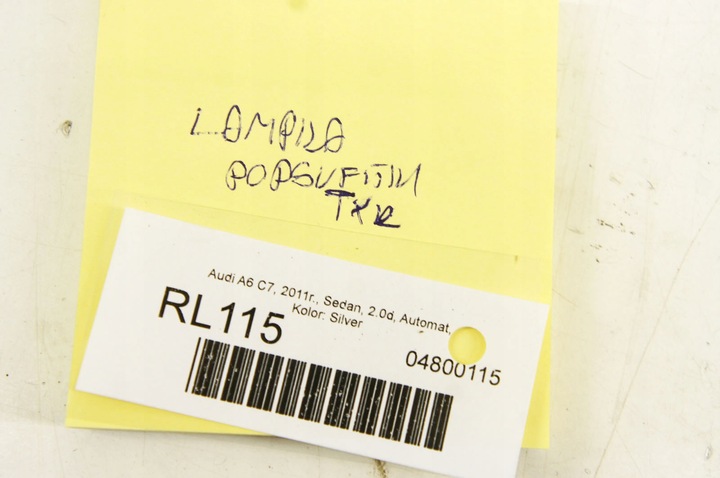 LAMPKA
PODSUFITKI
TYŁ
Audi A6 C7, 2011r., Sedan, 2.0d, Automat,
Kolor: Silver
RL115
04800115